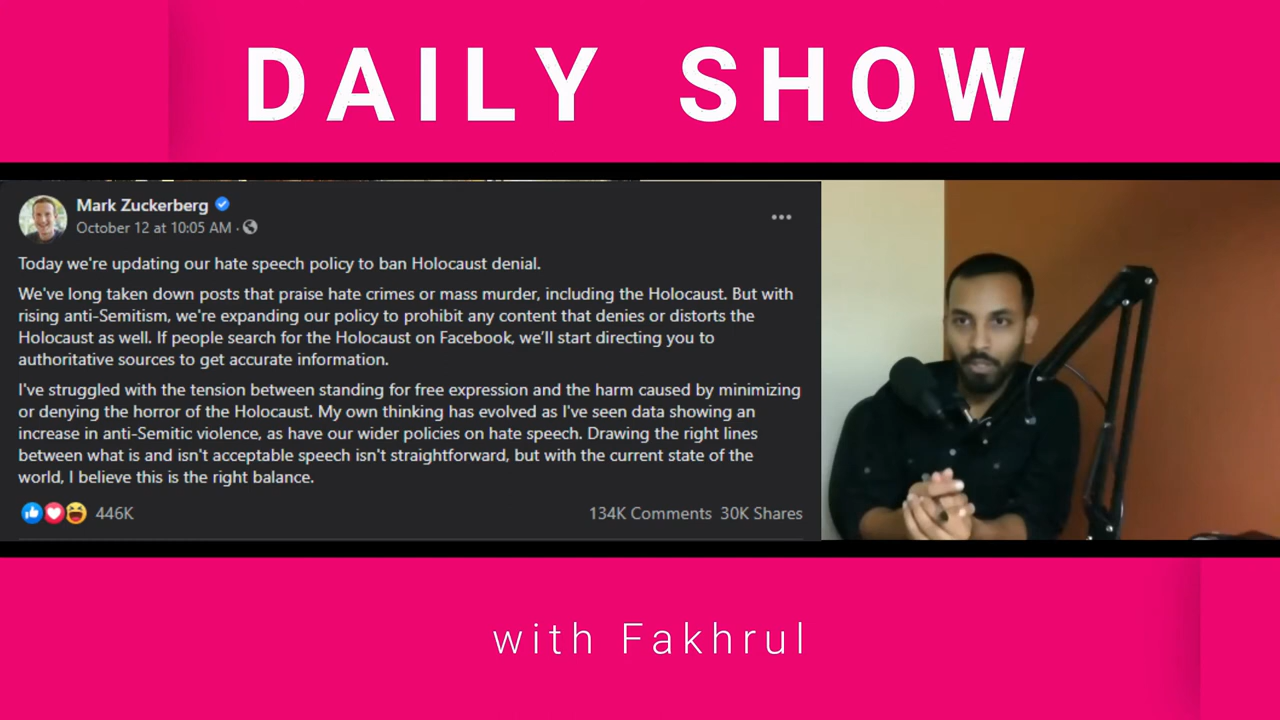 DAILY SHOW
Mark Zuckerberg
October 12 at 10:05 AM ·
Today we're updating our hate speech policy to ban Holocaust denial.
We've long taken down posts that praise hate crimes or mass murder, including the Holocaust. But with
rising anti-Semitism, we're expanding our policy to prohibit any content that denies or distorts the
Holocaust as well. If people search for the Holocaust on Facebook, we'll start directing you to
authoritative sources to get accurate information.
I've struggled with the tension between standing for free expression and the harm caused by minimizing
or denying the horror of the Holocaust. My own thinking has evolved as I've seen data showing an
increase in anti-Semitic violence, as have our wider policies on hate speech. Drawing the right lines
between what is and isn't acceptable speech isn't straightforward, but with the current state of the
world, I believe this is the right balance.
446K
134K Comments 30K Shares
with Fakhrul